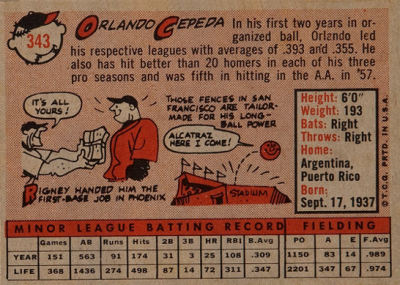 343
ORLANDO CEPEDA
In his first two years in or-
ganized ball, Orlando led
his respective leagues with averages of .393 and .355. He
also has hit better than 20 homers in each of his three
pro seasons and was fifth in hitting in the A.A. in '57.
IT'S ALL
YOURS!
RIGNEY HANDED HIM THE
FIRST-BASE JOB IN PHOENIX
THOSE FENCES IN
SAN FRANCISCO ARE TAILOR-
MADE FOR HIS LONG-
BALL POWER
ALCATRAZ
HERE I COME!
STADIUM
Height: 6'0"
Weight: 193
Bats: Right
Throws: Right
Home:
Argentina,
Puerto Rico
Born:
Sept. 17, 1937
© T.C.G. PRTD. IN U.S.A.
MINOR LEAGUE BATTING RECORD FIELDING
Games AB Runs Hits 2B 3B HR RBI B.Avg PO A E F.Avg
YEAR 151 563 91 174 31 3 25 108 .309 1150 83 14 .989
LIFE 368 1436 274 498 87 14 72 311 .347 2201 347 67 .974